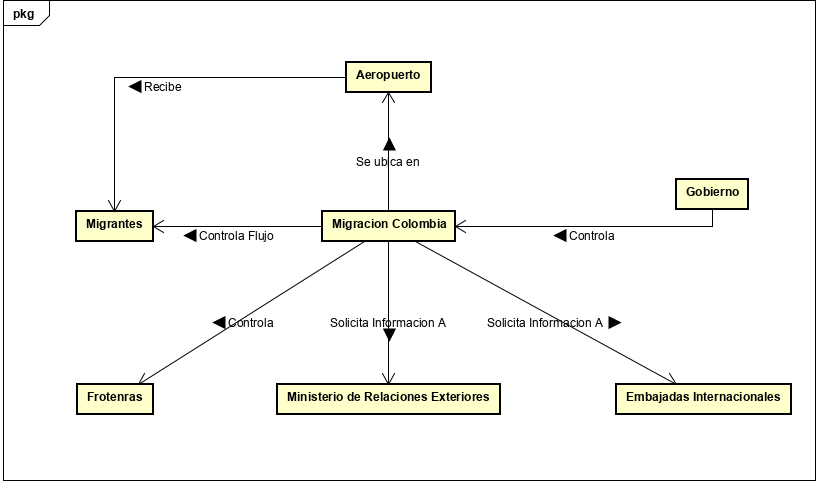 pkg
Aeropuerto
Recibe
Se ubica en
Gobierno
Migrantes
Migracion Colombia
Controla Flujo
Controla
Controla
Solicita Informacion A
Solicita Informacion A
Frotenras
Ministerio de Relaciones Exteriores
Embajadas Internacionales